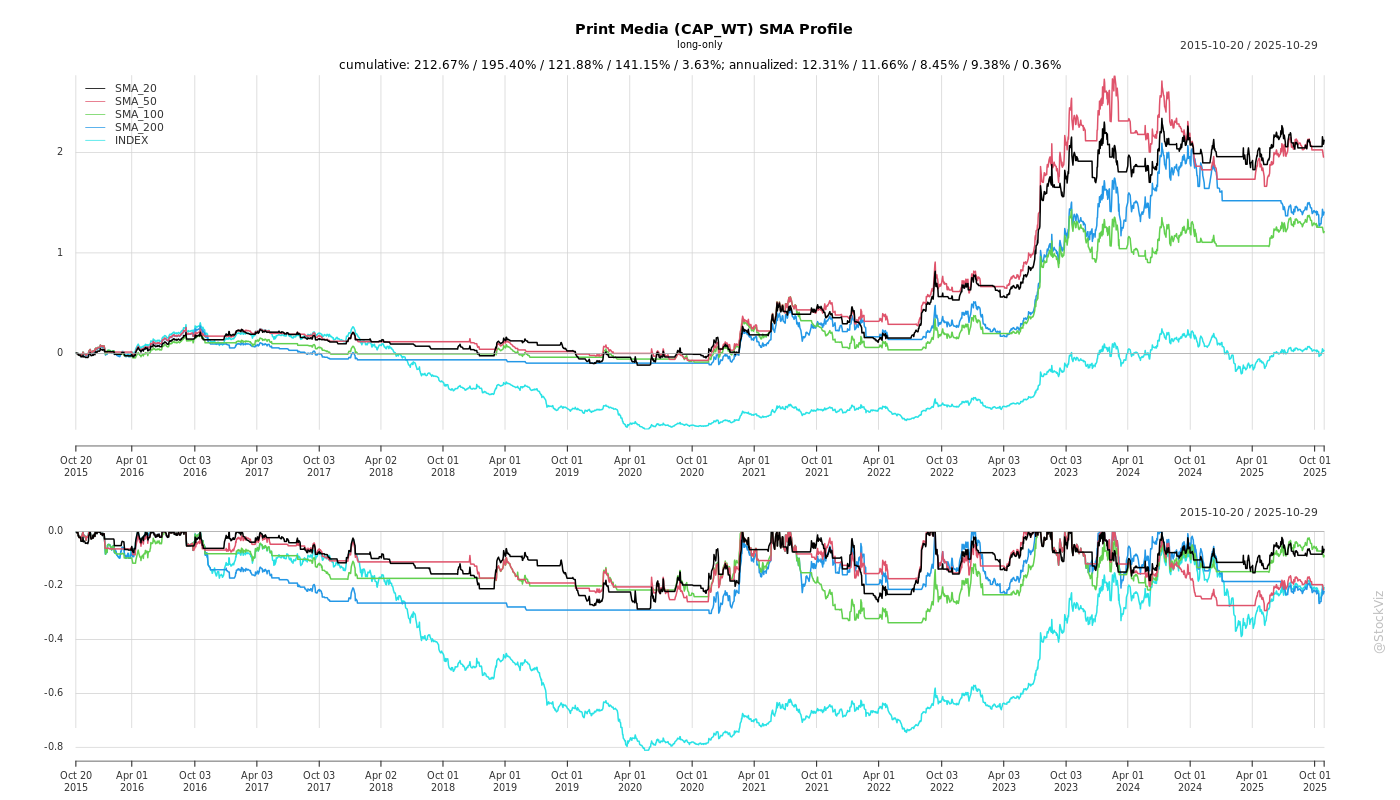 Print Media (CAP_WT) SMA Profile
long-only
2015-10-20 / 2025-10-29
cumulative: 212.67% / 195.40% / 121.88% / 141.15% / 3.63%; annualized: 12.31% / 11.66% / 8.45% / 9.38% / 0.36%
SMA_20
SMA_50
SMA_100
SMA_200
INDEX
2
1
0
Oct 20 Apr 01 Oct 03 Apr 03 Oct 03 Apr 02 Oct 01 Apr 01 Oct 01 Apr 01 Oct 01 Apr 01 Oct 01 Apr 01 Oct 03 Apr 03 Oct 03 Apr 01 Oct 01 Apr 01 Oct 01
2015 2016 2016 2017 2017 2018 2018 2019 2019 2020 2020 2021 2021 2022 2022 2023 2023 2024 2024 2025 2025
2015-10-20 / 2025-10-29
0.0
-0.2
-0.4
-0.6
-0.8
Oct 20 Apr 01 Oct 03 Apr 03 Oct 03 Apr 02 Oct 01 Apr 01 Oct 01 Apr 01 Oct 01 Apr 01 Oct 01 Apr 01 Oct 03 Apr 03 Oct 03 Apr 01 Oct 01 Apr 01 Oct 01
2015 2016 2016 2017 2017 2018 2018 2019 2019 2020 2020 2021 2021 2022 2022 2023 2023 2024 2024 2025 2025
@StockViz